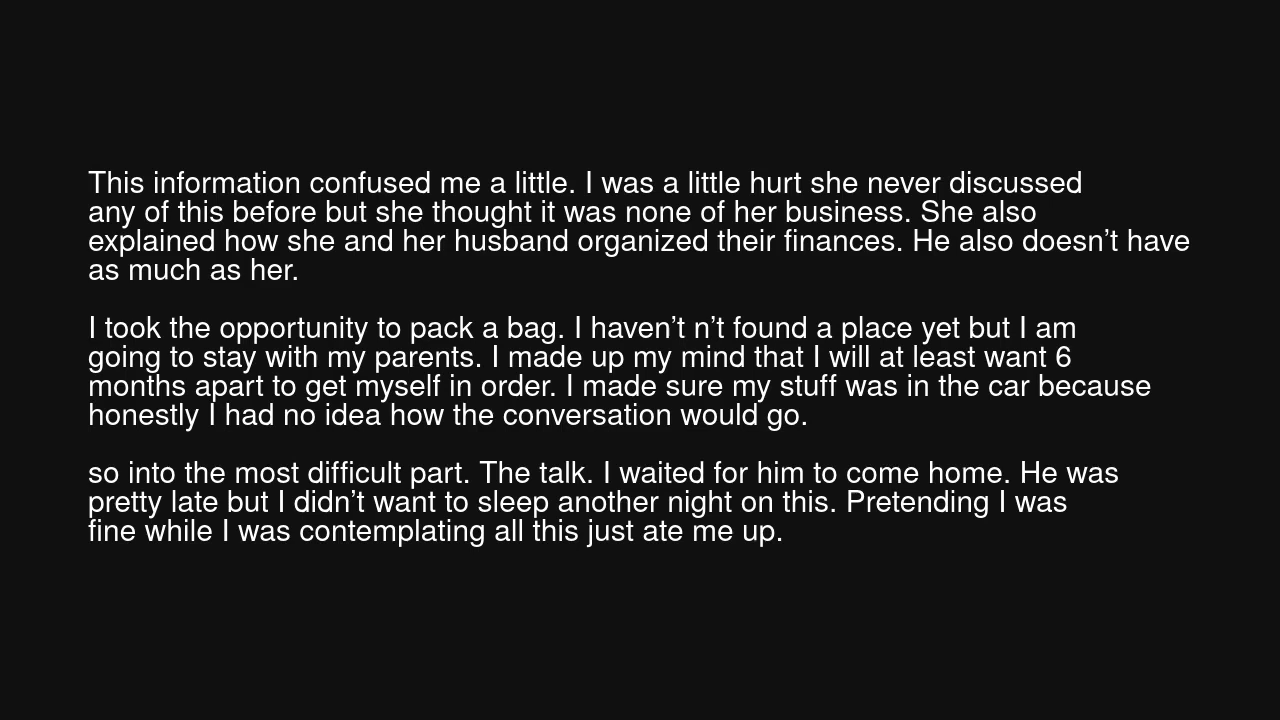 This information confused me a little. I was a little hurt she never discussed
any of this before but she thought it was none of her business. She also
explained how she and her husband organized their finances. He also doesn’t have
as much as her.
I took the opportunity to pack a bag. I haven’t n’t found a place yet but I am
going to stay with my parents. I made up my mind that I will at least want 6
months apart to get myself in order. I made sure my stuff was in the car because
honestly I had no idea how the conversation would go.
so into the most difficult part. The talk. I waited for him to come home. He was
pretty late but I didn’t want to sleep another night on this. Pretending I was
fine while I was contemplating all this just ate me up.